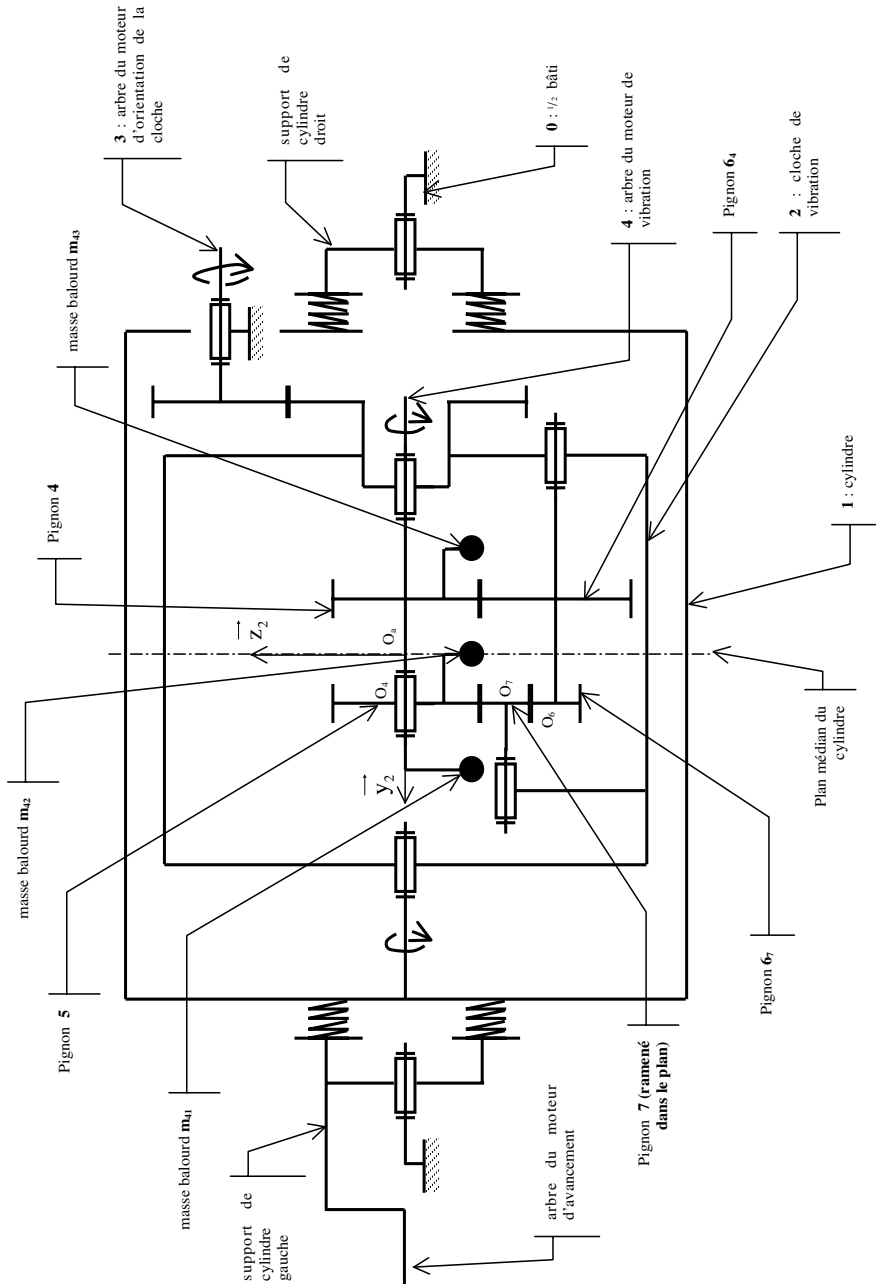 3 : arbre du moteur
d'orientation de la
cloche
support de
cylindre
droit
0 : ½ bâti
4 : arbre du moteur de
vibration
Pignon 6₄
2 : cloche de
vibration
masse balourd m₄₃
Pignon 4
1 : cylindre
z₂
Oₐ
O₄
O₇
O₆
y₂
Plan médian du
cylindre
masse balourd m₄₂
Pignon 5
Pignon 6₇
masse balourd m₄₁
Pignon 7 (ramené
dans le plan)
support de
cylindre
gauche
arbre du moteur
d'avancement